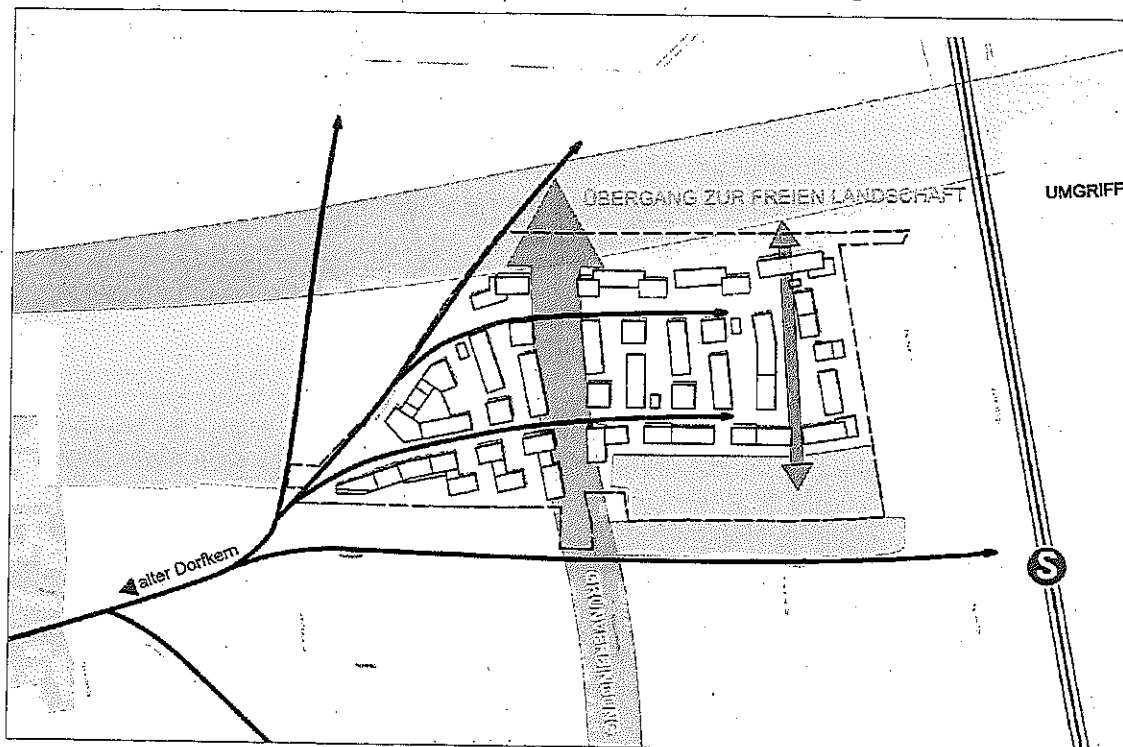 ÜBERGANG ZUR FREIEN LANDSCHAFT
UMGRIFF
alter Dorfkern
S
GRÜNVERBINDUNG